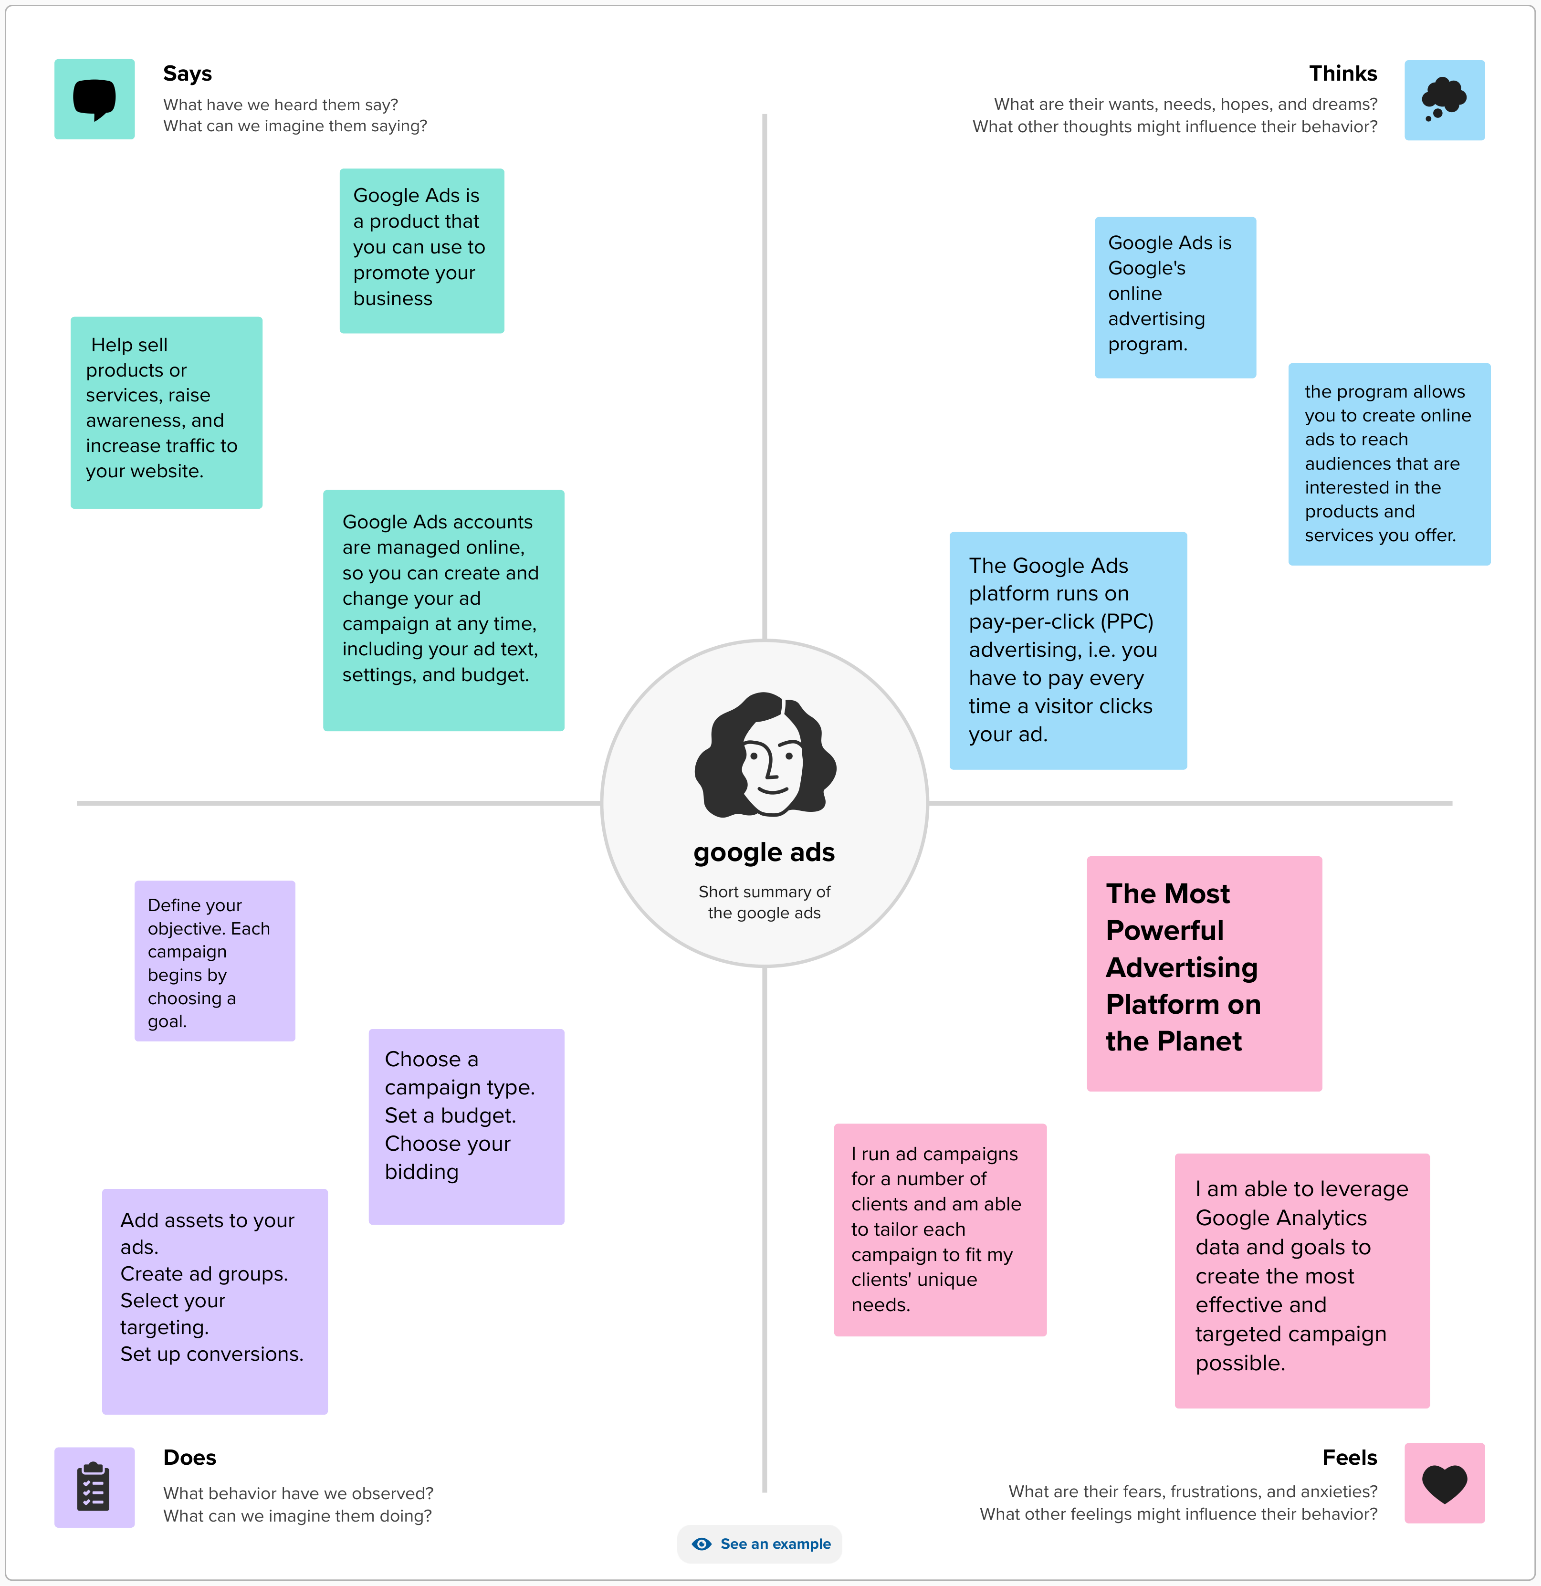 Says
What have we heard them say?
What can we imagine them saying?
Thinks
What are their wants, needs, hopes, and dreams?
What other thoughts might influence their behavior?
Google Ads is
a product that
you can use to
promote your
business
Help sell
products or
services, raise
awareness, and
increase traffic to
your website.
Google Ads accounts
are managed online,
so you can create and
change your ad
campaign at any time,
including your ad text,
settings, and budget.
Google Ads is
Google's
online
advertising
program.
the program allows
you to create online
ads to reach
audiences that are
interested in the
products and
services you offer.
The Google Ads
platform runs on
pay-per-click (PPC)
advertising, i.e. you
have to pay every
time a visitor clicks
your ad.
google ads
Short summary of
the google ads
Define your
objective. Each
campaign
begins by
choosing a
goal.
Choose a
campaign type.
Set a budget.
Choose your
bidding
Add assets to your
ads.
Create ad groups.
Select your
targeting.
Set up conversions.
The Most
Powerful
Advertising
Platform on
the Planet
I run ad campaigns
for a number of
clients and am able
to tailor each
campaign to fit my
clients' unique
needs.
I am able to leverage
Google Analytics
data and goals to
create the most
effective and
targeted campaign
possible.
Does
What behavior have we observed?
What can we imagine them doing?
Feels
What are their fears, frustrations, and anxieties?
What other feelings might influence their behavior?
See an example